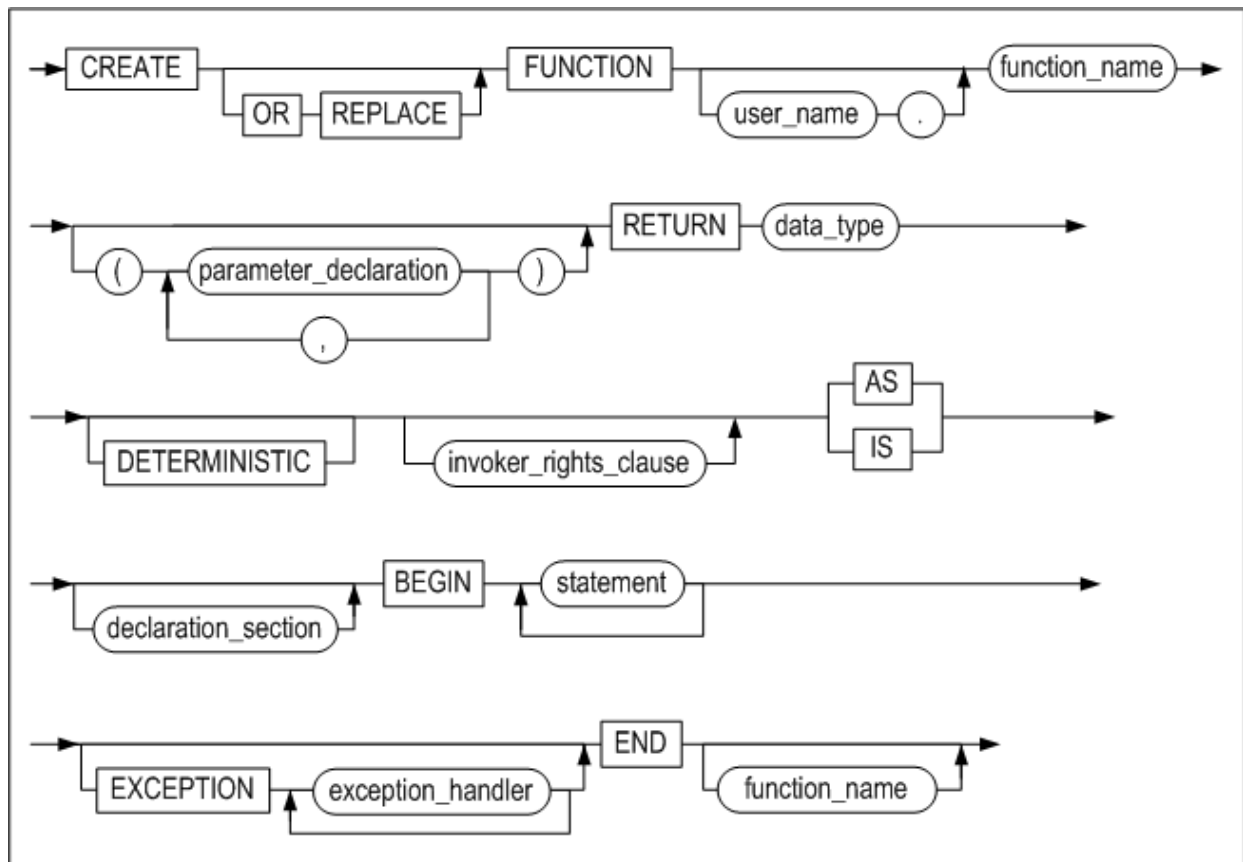 CREATE OR REPLACE FUNCTION user_name . function_name
( parameter_declaration , ) RETURN data_type
DETERMINISTIC invoker_rights_clause AS IS
declaration_section BEGIN statement
EXCEPTION exception_handler END function_name